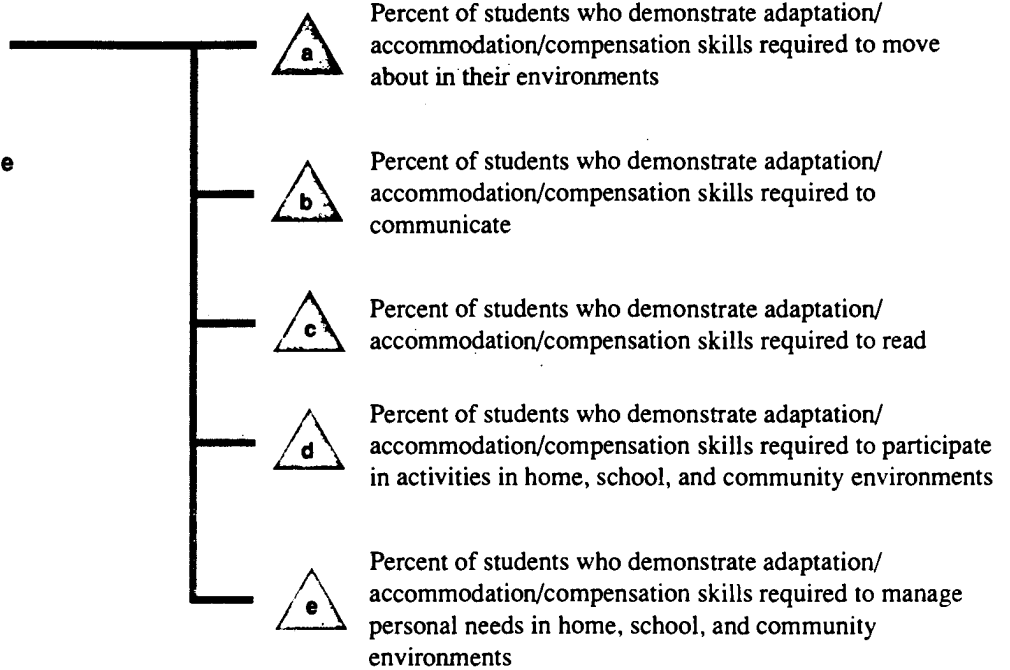 a
Percent of students who demonstrate adaptation/
accommodation/compensation skills required to move
about in their environments
e
b
Percent of students who demonstrate adaptation/
accommodation/compensation skills required to
communicate
c
Percent of students who demonstrate adaptation/
accommodation/compensation skills required to read
d
Percent of students who demonstrate adaptation/
accommodation/compensation skills required to participate
in activities in home, school, and community environments
e
Percent of students who demonstrate adaptation/
accommodation/compensation skills required to manage
personal needs in home, school, and community
environments